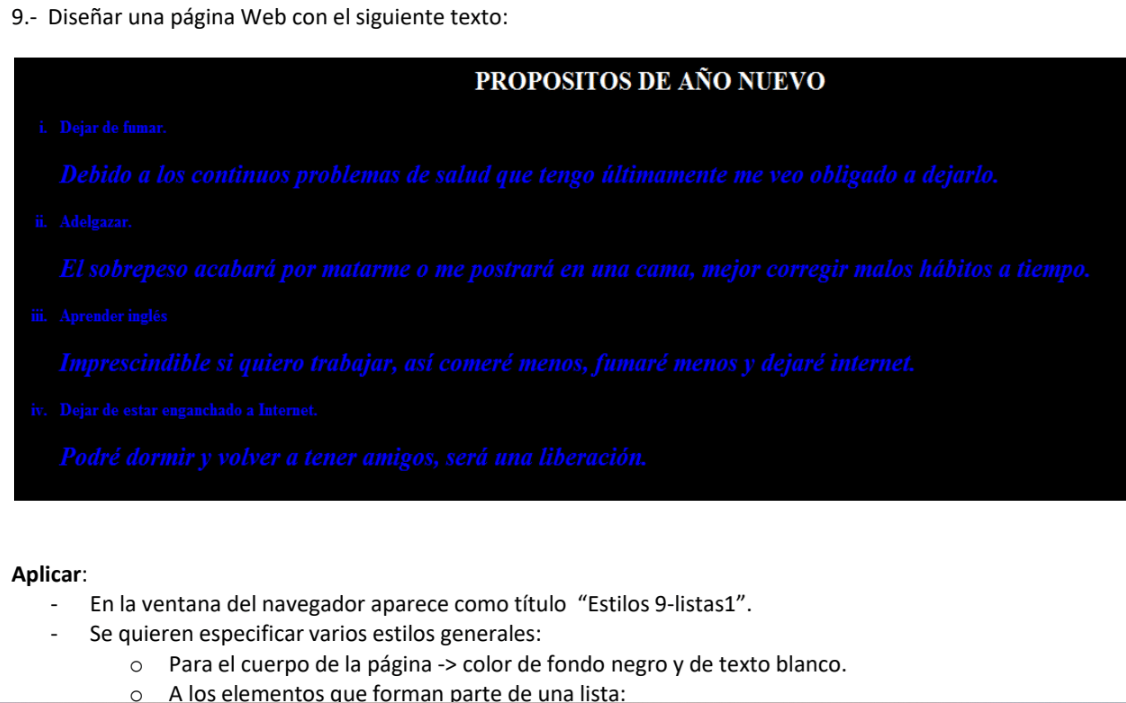 9.- Diseñar una página Web con el siguiente texto:
PROPOSITOS DE AÑO NUEVO
i. Dejar de fumar.
Debido a los continuos problemas de salud que tengo últimamente me veo obligado a dejarlo.
ii. Adelgazar.
El sobrepeso acabará por matarme o me postrará en una cama, mejor corregir malos hábitos a tiempo.
iii. Aprender inglés
Imprescindible si quiero trabajar, así comeré menos, fumaré menos y dejaré internet.
iv. Dejar de estar enganchado a Internet.
Podré dormir y volver a tener amigos, será una liberación.
Aplicar:
- En la ventana del navegador aparece como título “Estilos 9-listas1”.
- Se quieren especificar varios estilos generales:
o Para el cuerpo de la página -> color de fondo negro y de texto blanco.
o A los elementos que forman parte de una lista: